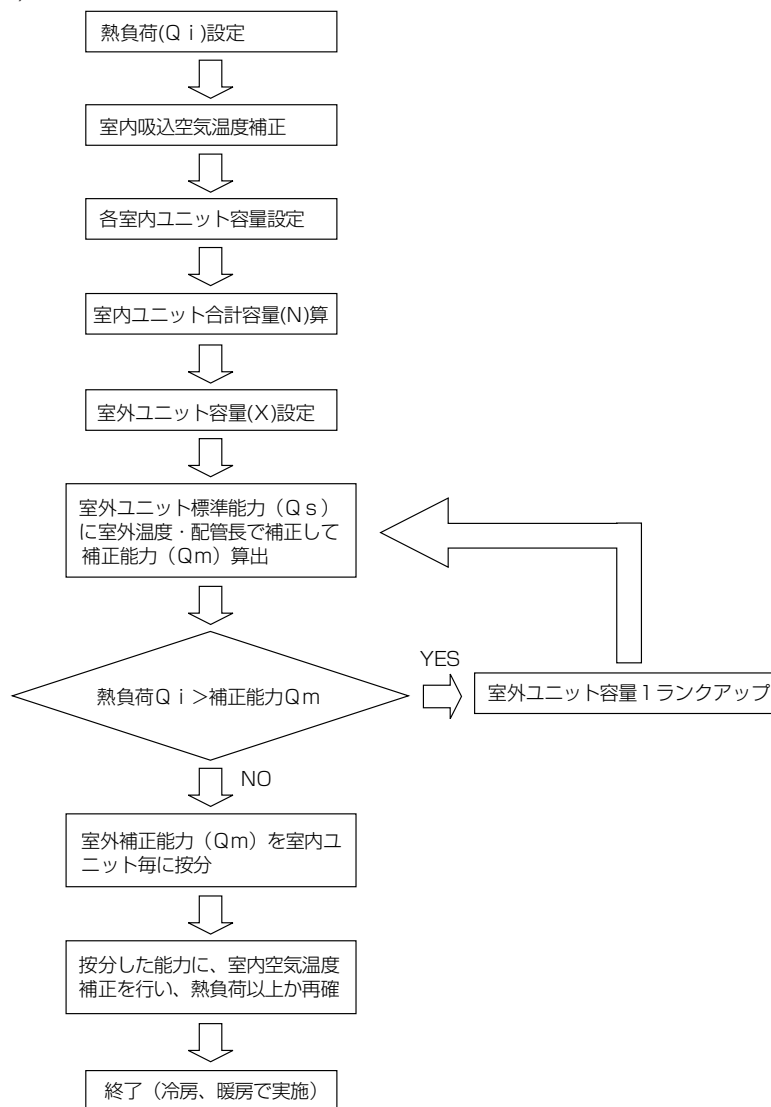 熱負荷(Ｑｉ)設定
室内吸込空気温度補正
各室内ユニット容量設定
室内ユニット合計容量(N)算
室外ユニット容量(X)設定
室外ユニット標準能力（Ｑｓ）
に室外温度・配管長で補正して
補正能力（Ｑm）算出
熱負荷Ｑｉ＞補正能力Ｑm
YES
室外ユニット容量１ランクアップ
NO
室外補正能力（Ｑm）を室内ユ
ニット毎に按分
按分した能力に、室内空気温度
補正を行い、熱負荷以上か再確
終了（冷房、暖房で実施）